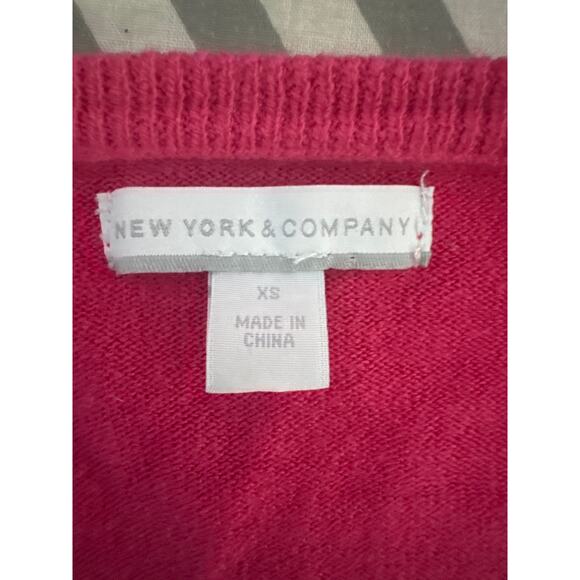 NEW YORK & COMPANY
XS
MADE IN
CHINA